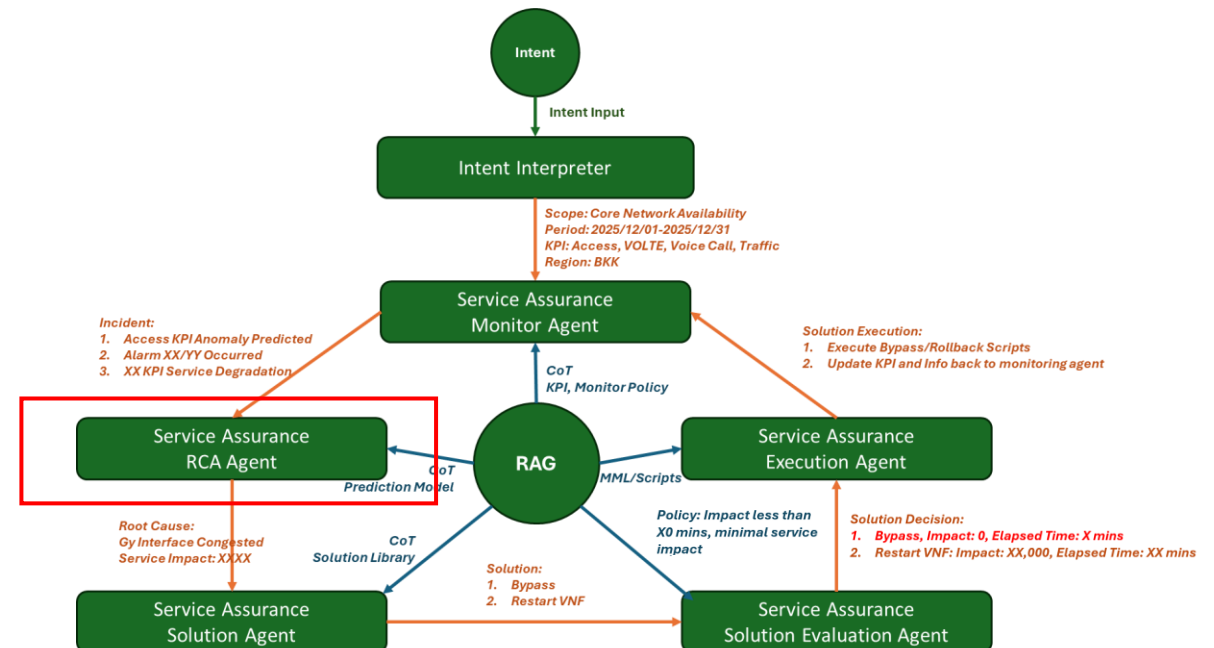 Intent
Intent Input
Intent Interpreter
Scope: Core Network Availability
Period: 2025/12/01-2025/12/31
KPI: Access, VOLTE, Voice Call, Traffic
Region: BKK
Service Assurance
Monitor Agent
Incident:
1. Access KPI Anomaly Predicted
2. Alarm XX/YY Occurred
3. XX KPI Service Degradation
Solution Execution:
1. Execute Bypass/Rollback Scripts
2. Update KPI and Info back to monitoring agent
CoT
KPI, Monitor Policy
Service Assurance
RCA Agent
CoT
Prediction Model
RAG
MML/Scripts
Service Assurance
Execution Agent
Root Cause:
Gy Interface Congested
Service Impact: XXXX
CoT
Solution Library
Policy: Impact less than
X0 mins, minimal service
impact
Solution Decision:
1. Bypass, Impact: 0, Elapsed Time: X mins
2. Restart VNF: Impact: XX,000, Elapsed Time: XX mins
Solution:
1. Bypass
2. Restart VNF
Service Assurance
Solution Agent
Service Assurance
Solution Evaluation Agent